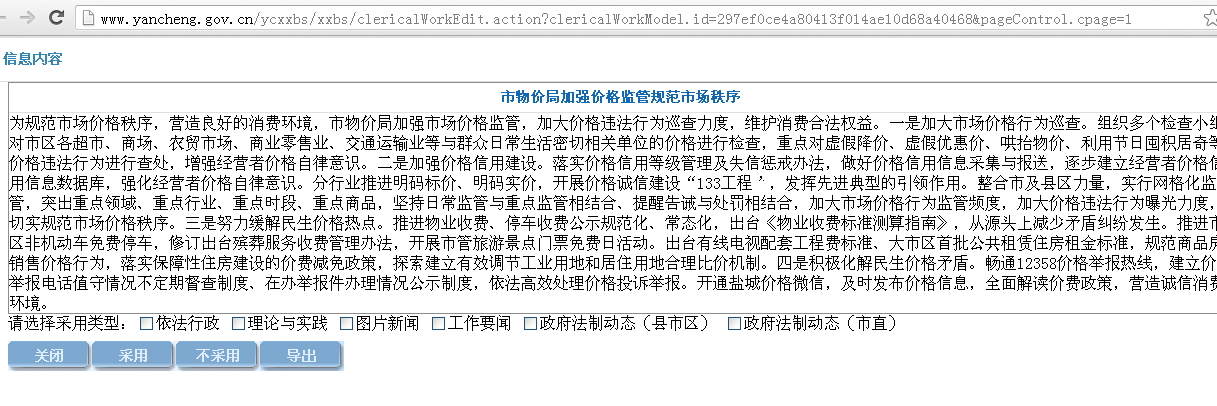 www.yancheng.gov.cn/ycxxbs/xxbs/clericalWorkEdit.action?clericalWorkModel.id=297ef0ce4a80413f014ae10d68a40468&pageControl.cpage=1
信息内容
市物价局加强价格监管规范市场秩序
为规范市场价格秩序，营造良好的消费环境，市物价局加强市场价格监管，加大价格违法行为巡查力度，维护消费合法权益。一是加大市场价格行为巡查。组织多个检查小组
对市区各超市、商场、农贸市场、商业零售业、交通运输业等与群众日常生活密切相关单位的价格进行检查，重点对虚假降价、虚假优惠价、哄抬物价、利用节日囤积居奇等
价格违法行为进行查处，增强经营者价格自律意识。二是加强价格信用建设。落实价格信用等级管理及失信惩戒办法，做好价格信用信息采集与报送，逐步建立经营者价格信
用信息数据库，强化经营者价格自律意识。分行业推进明码标价、明码实价，开展价格诚信建设“133工程 ’，发挥先进典型的引领作用。整合市及县区力量，实行网格化监
管，突出重点领域、重点行业、重点时段、重点商品，坚持日常监管与重点监管相结合、提醒告诫与处罚相结合，加大市场价格行为监管频度，加大价格违法行为曝光力度，
切实规范市场价格秩序。三是努力缓解民生价格热点。推进物业收费、停车收费公示规范化、常态化，出台《物业收费标准测算指南》，从源头上减少矛盾纠纷发生。推进市
区非机动车免费停车，修订出台殡葬服务收费管理办法，开展市管旅游景点门票免费日活动。出台有线电视配套工程费标准、大市区首批公共租赁住房租金标准，规范商品房
销售价格行为，落实保障性住房建设的价费减免政策，探索建立有效调节工业用地和居住用地合理比价机制。四是积极化解民生价格矛盾。畅通12358价格举报热线，建立价
举报电话值守情况不定期督查制度、在办举报件办理情况公示制度，依法高效处理价格投诉举报。开通盐城价格微信，及时发布价格信息，全面解读价费政策，营造诚信消费
环境。
请选择采用类型： 依法行政 理论与实践 图片新闻 工作要闻 政府法制动态（县市区） 政府法制动态（市直）
关闭 采用 不采用 导出